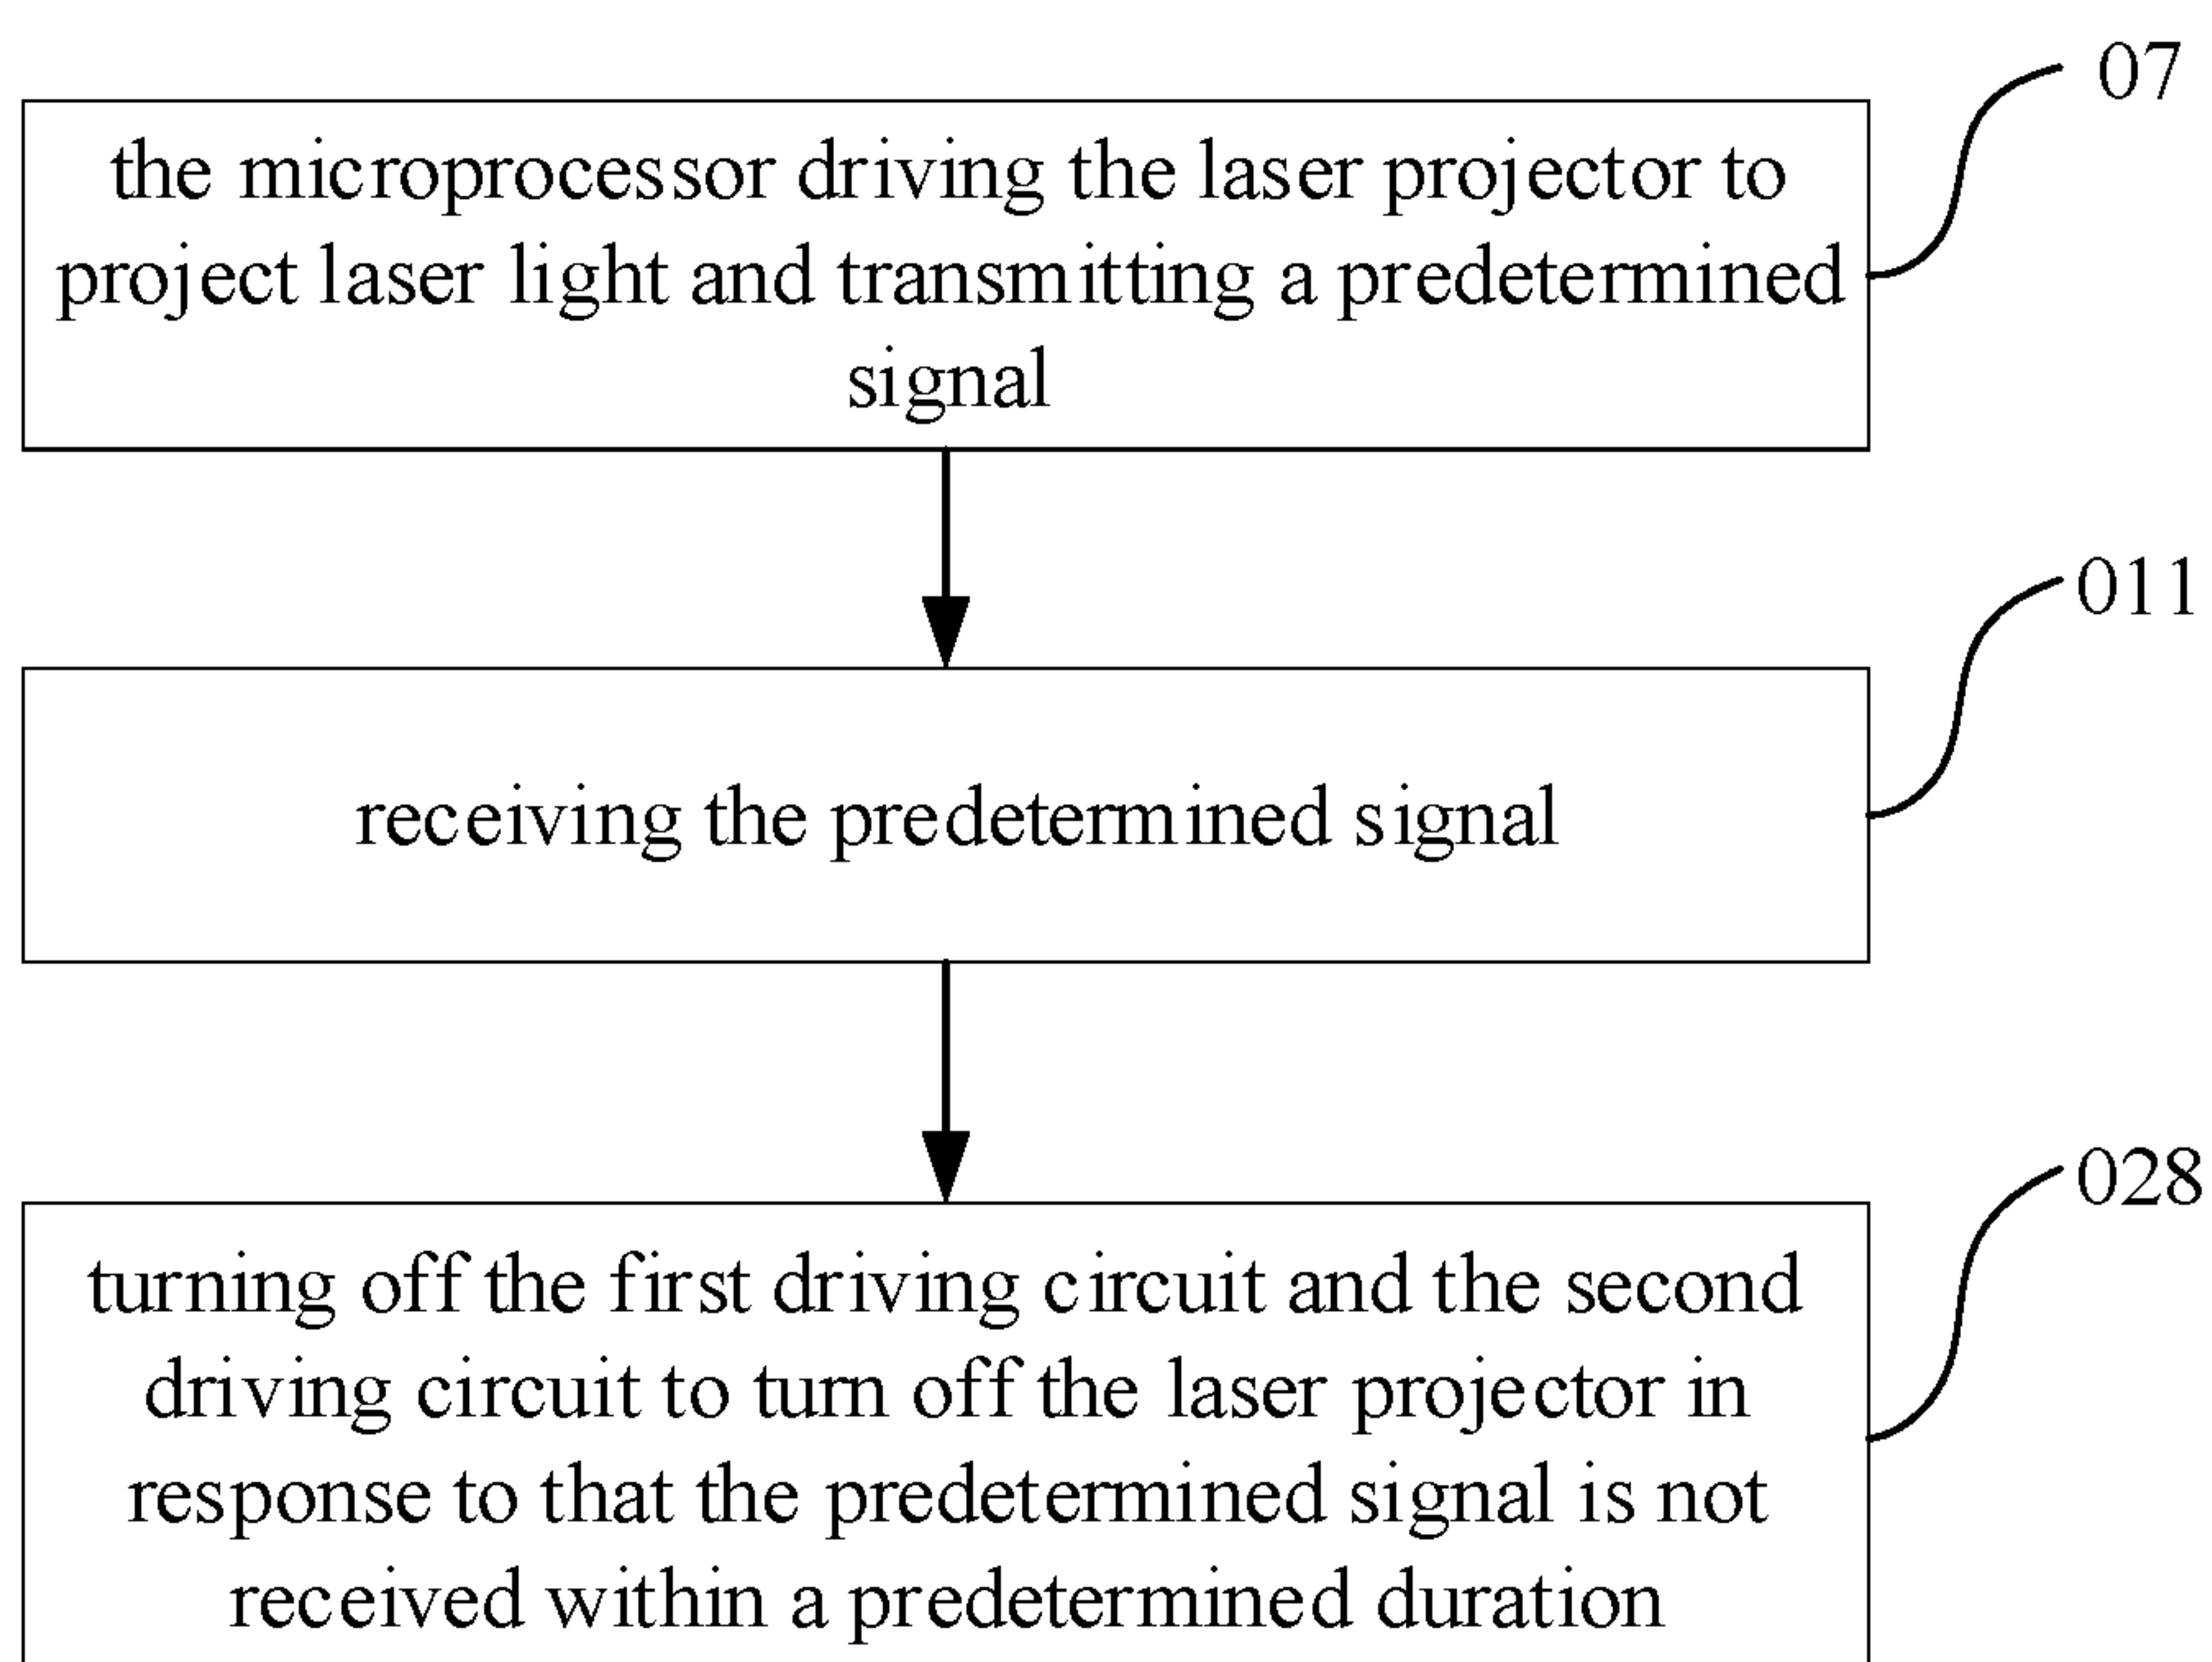 07
the microprocessor driving the laser projector to
project laser light and transmitting a predetermined
signal
011
receiving the predetermined signal
028
turning off the first driving circuit and the second
driving circuit to turn off the laser projector in
response to that the predetermined signal is not
received within a predetermined duration